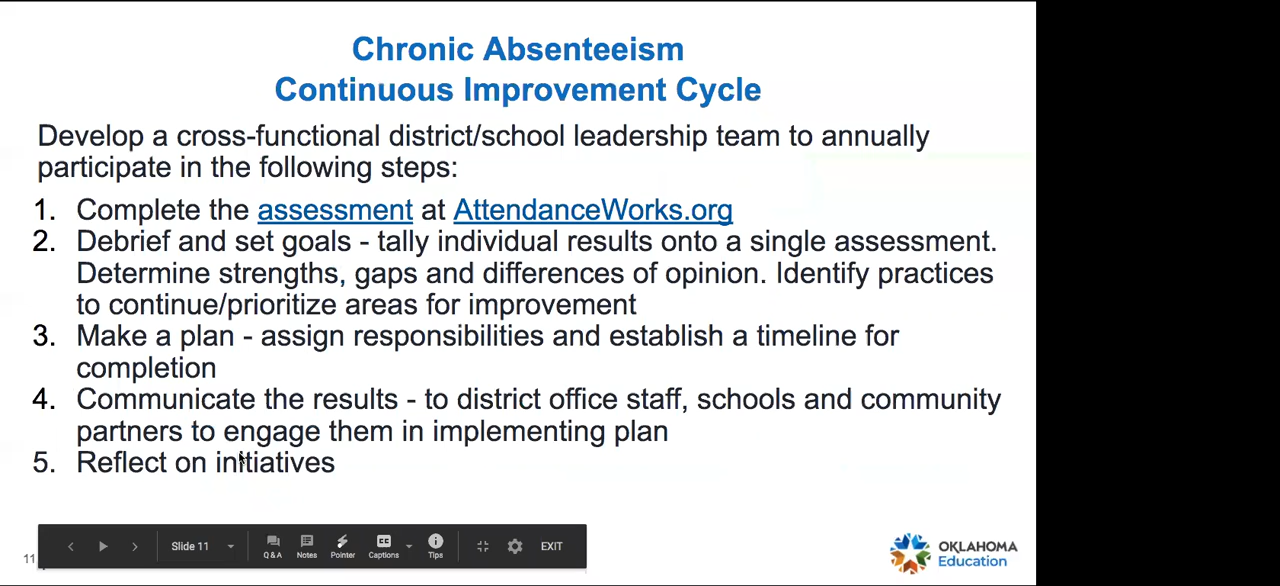 Chronic Absenteeism
Continuous Improvement Cycle
Develop a cross-functional district/school leadership team to annually
participate in the following steps:
1. Complete the assessment at AttendanceWorks.org
2. Debrief and set goals - tally individual results onto a single assessment.
Determine strengths, gaps and differences of opinion. Identify practices
to continue/prioritize areas for improvement
3. Make a plan - assign responsibilities and establish a timeline for
completion
4. Communicate the results - to district office staff, schools and community
partners to engage them in implementing plan
5. Reflect on initiatives
11
Slide 11
Q&A
Notes
Pointer
CC
Captions
Tips
EXIT
OKLAHOMA
Education